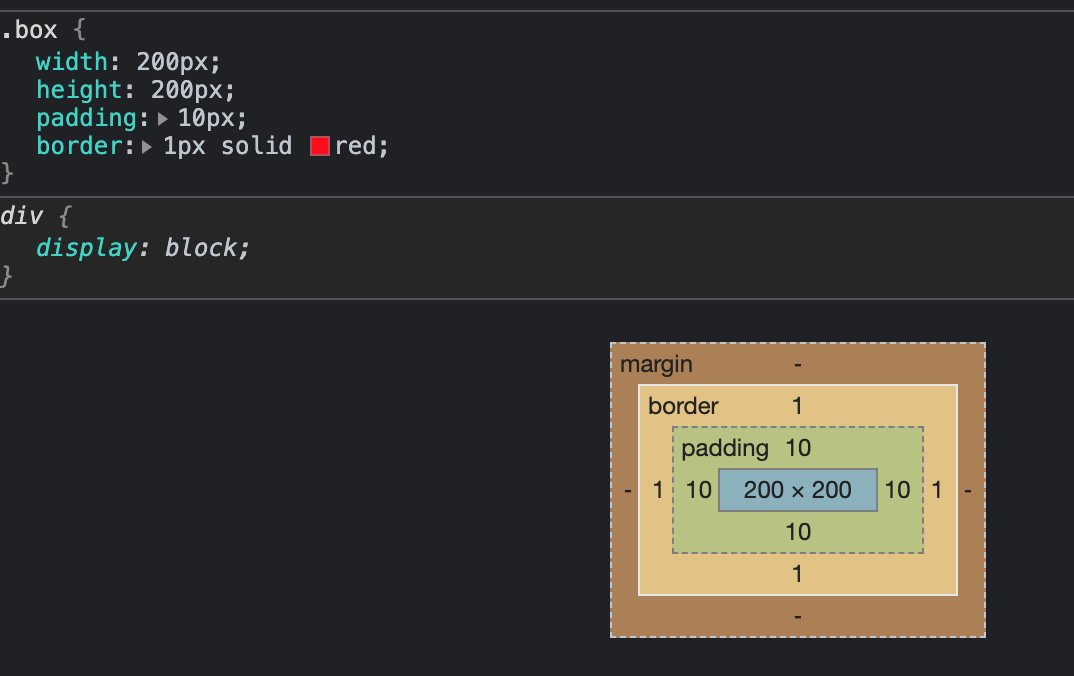 .box {
width: 200px;
height: 200px;
padding: 10px;
border: 1px solid red;
}
div {
display: block;
}
margin -
border 1
padding 10
- 1 10 200 × 200 10 1 -
10
1
-